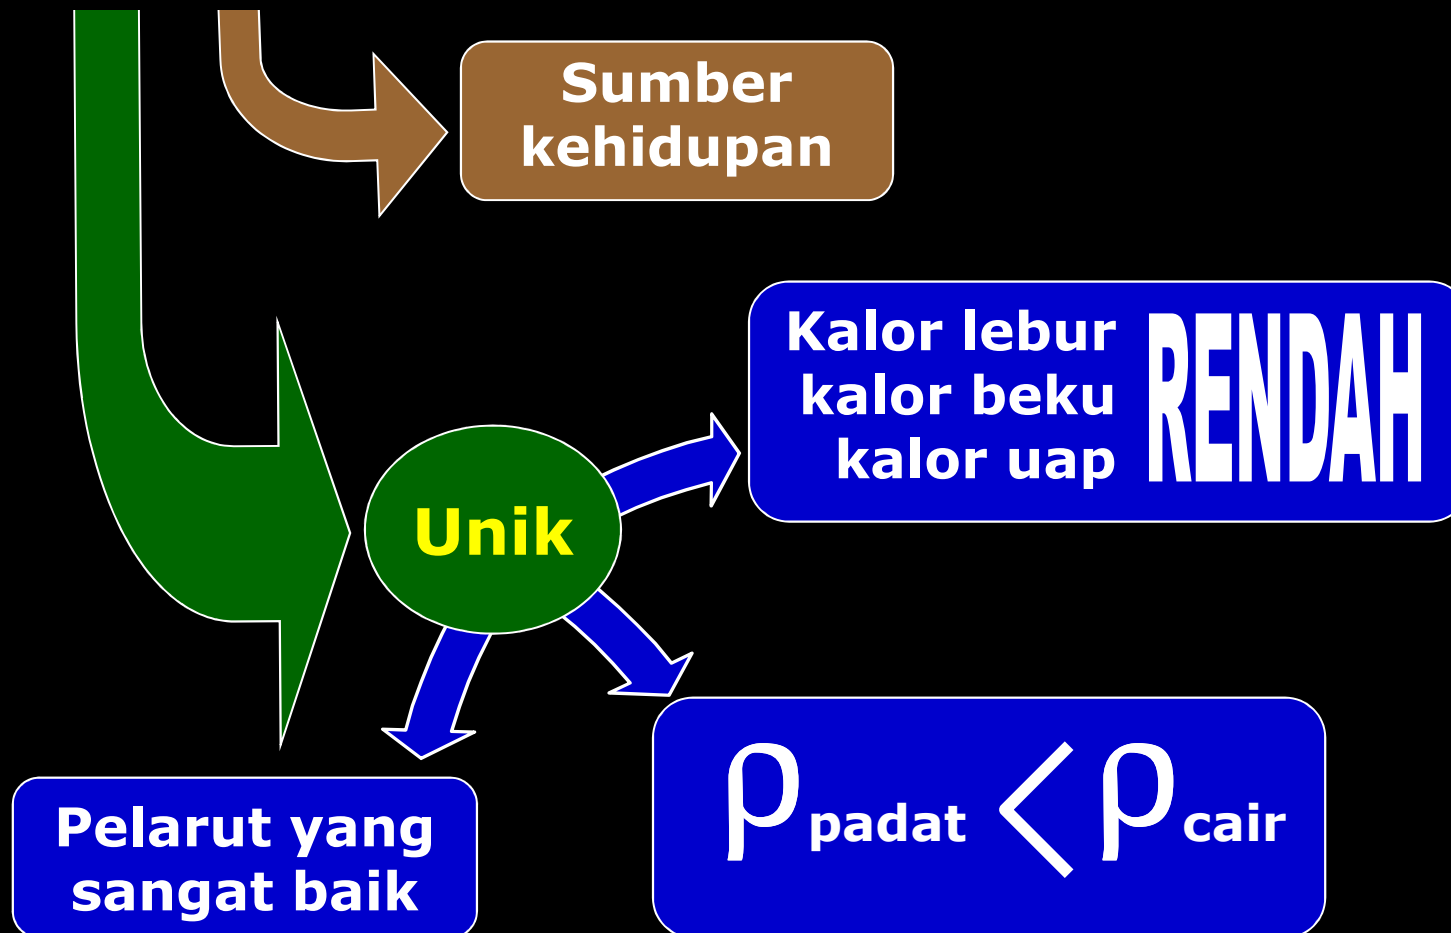 Sumber
kehidupan
Kalor lebur
kalor beku
kalor uap
RENDAH
Unik
ρpadat < ρcair
Pelarut yang
sangat baik